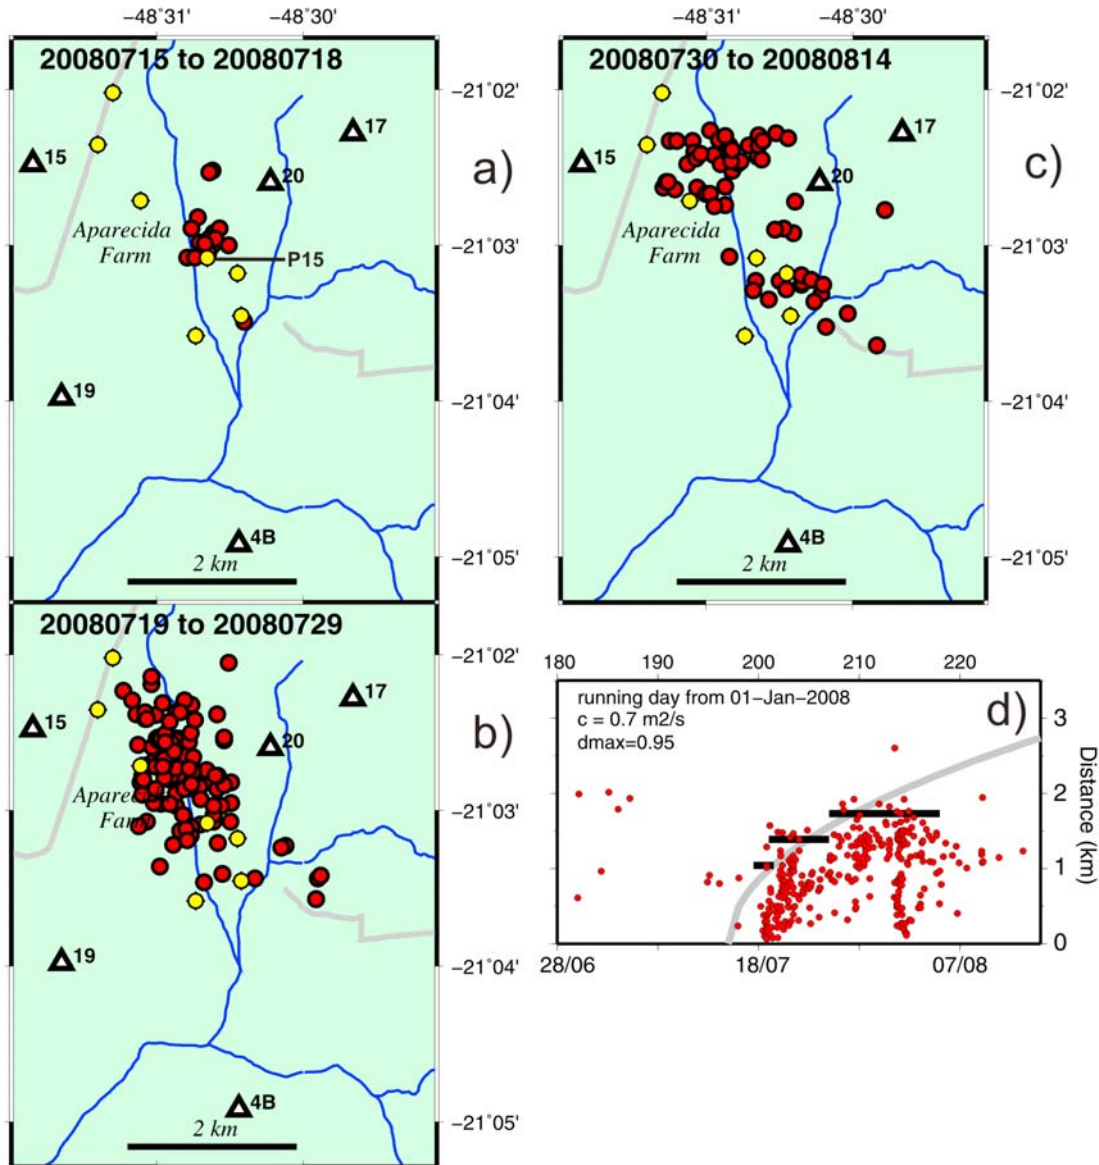 −48˚31' −48˚30'
20080715 to 20080718
−21˚02'
17
15
a)
20
Aparecida
Farm
−21˚03'
P15
19
−21˚04'
4B
2 km
−21˚05'
−48˚31' −48˚30'
20080730 to 20080814
−21˚02'
17
15
c)
20
Aparecida
Farm
−21˚03'
−21˚04'
4B
2 km
−21˚05'
20080719 to 20080729
−21˚02'
17
15
b)
20
Aparecida
Farm
−21˚03'
19
−21˚04'
4B
2 km
−21˚05'
180 190 200 210 220
running day from 01−Jan−2008
c = 0.7 m2/s
dmax=0.95
d)
3
2
1
0
Distance (km)
28/06 18/07 07/08